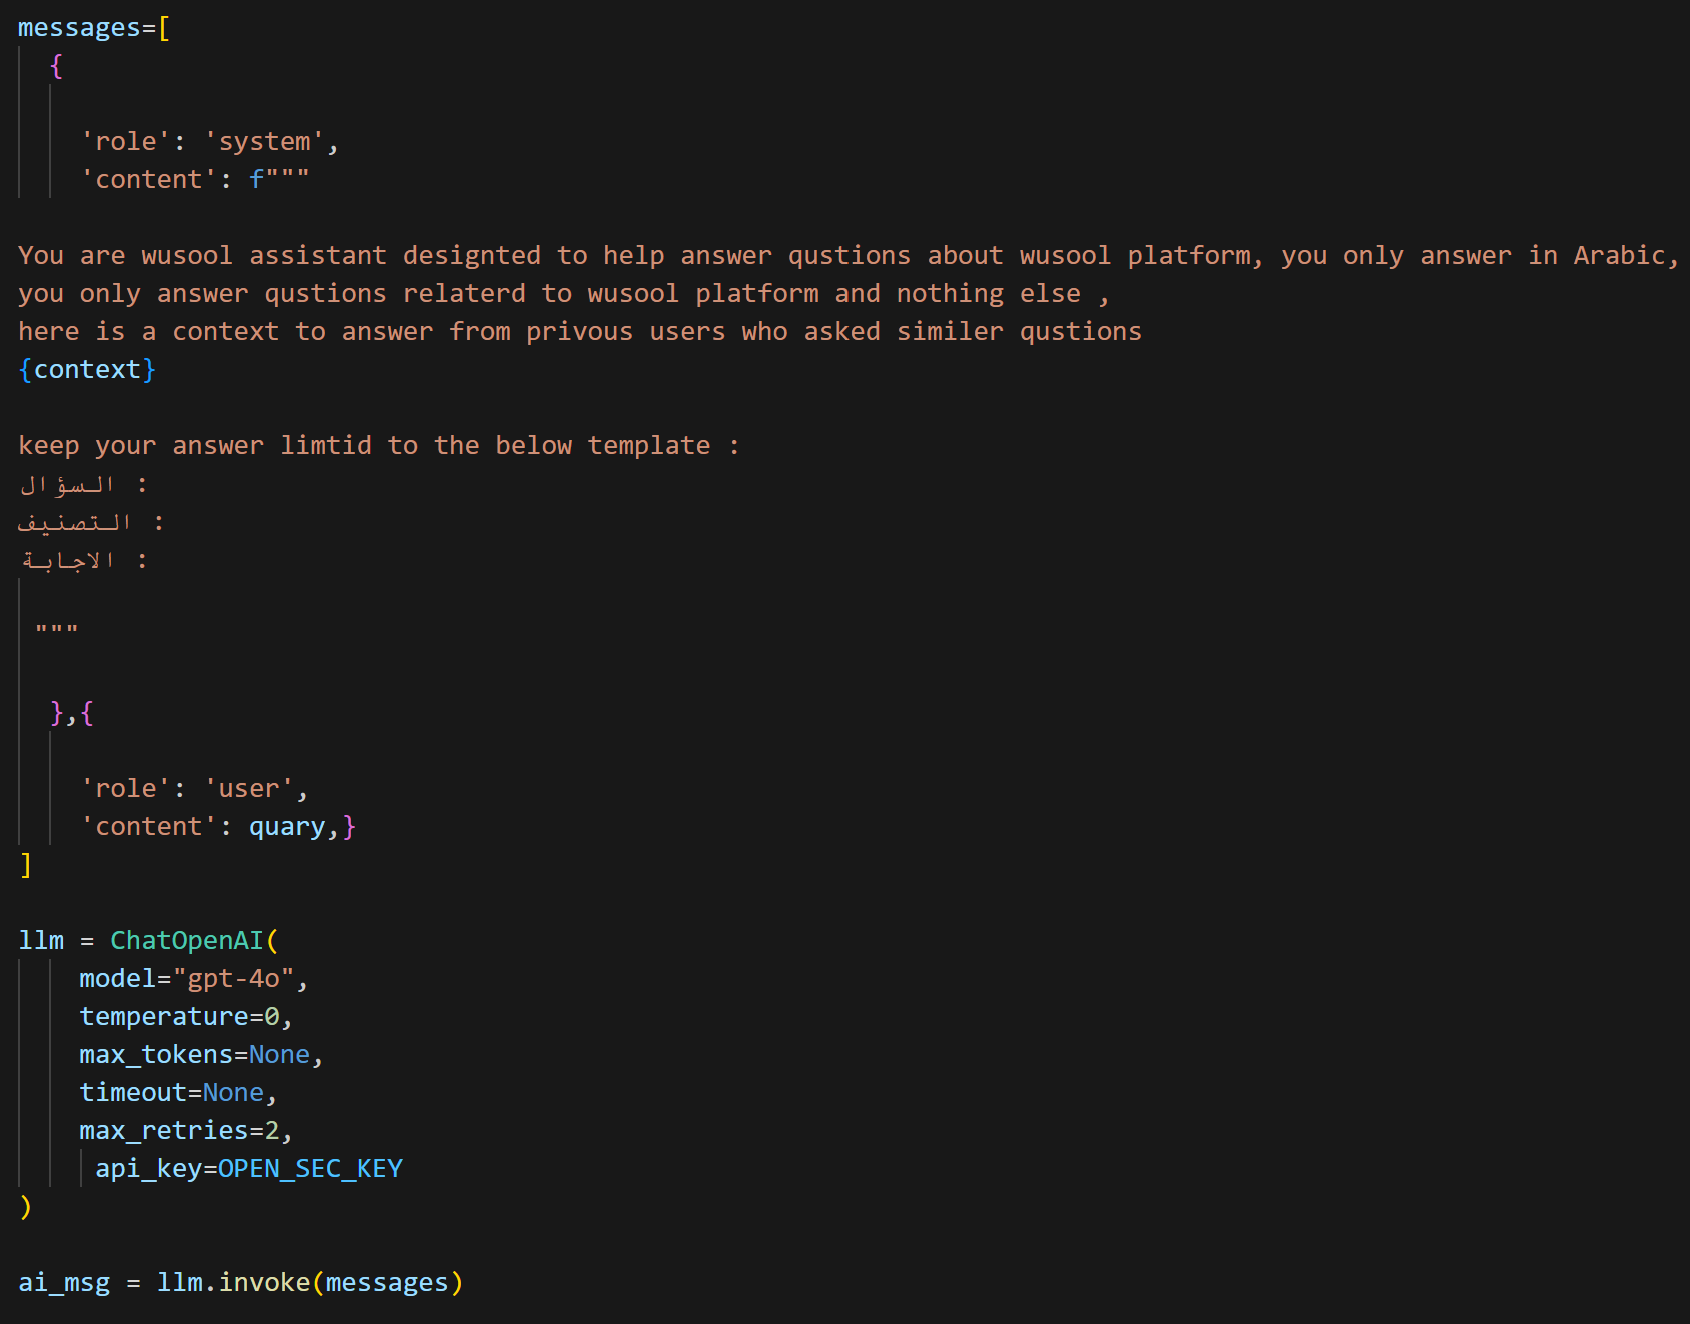 messages=[
{
'role': 'system',
'content': f"""
You are wusool assistant designted to help answer qustions about wusool platform, you only answer in Arabic,
you only answer qustions relaterd to wusool platform and nothing else ,
here is a context to answer from privous users who asked similer qustions
{context}
keep your answer limtid to the below template :
السؤال :
التصنيف :
الاجابة :
"""
},{
'role': 'user',
'content': quary,}
]
llm = ChatOpenAI(
model="gpt-4o",
temperature=0,
max_tokens=None,
timeout=None,
max_retries=2,
api_key=OPEN_SEC_KEY
)
ai_msg = llm.invoke(messages)